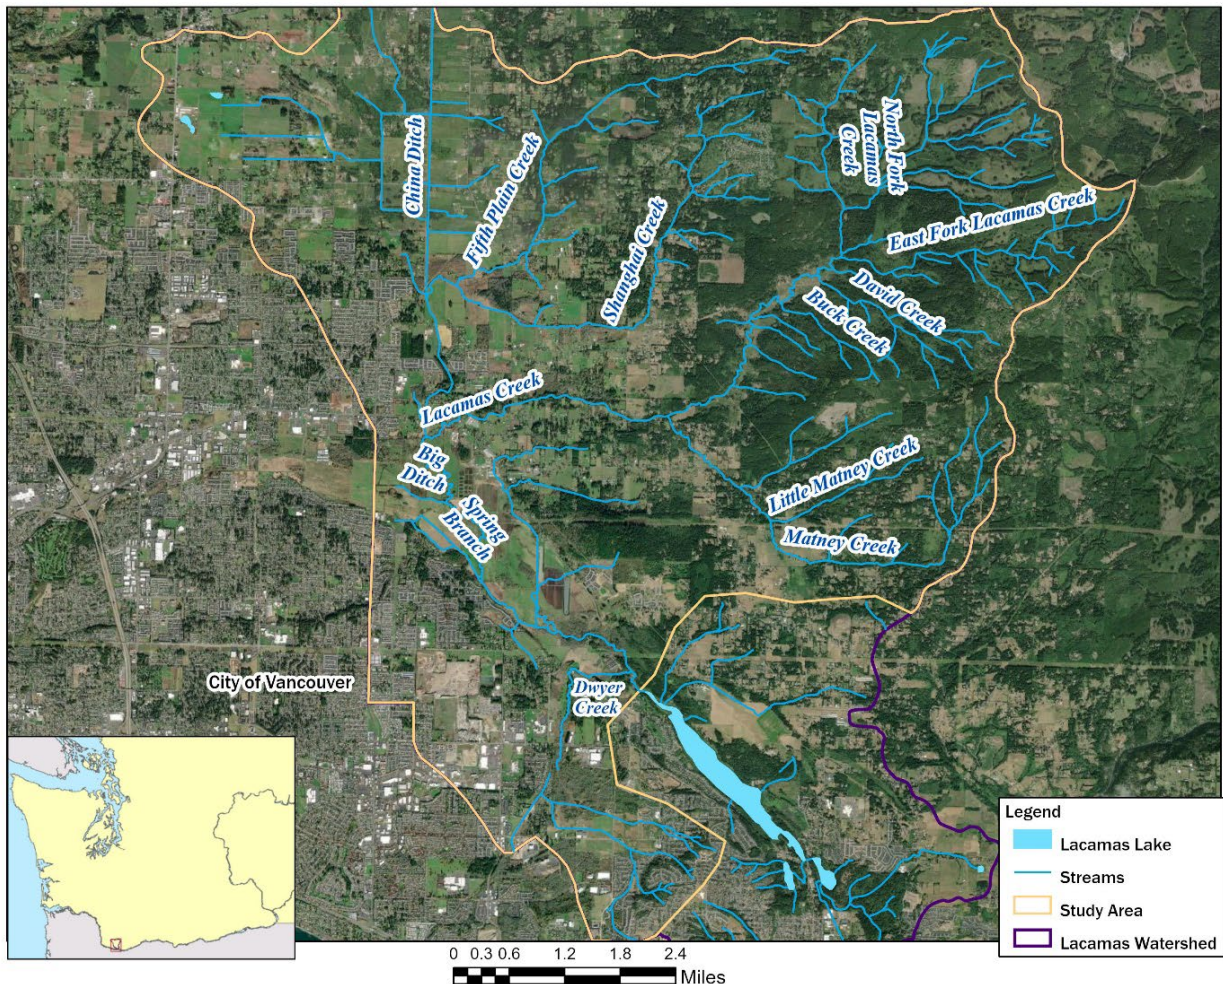 China Ditch
Fifth Plain Creek
Shanghai Creek
North Fork
Lacamas
Creek
East Fork Lacamas Creek
David Creek
Buck Creek
Lacamas Creek
Big
Ditch
Spring
Branch
Little Matney Creek
Matney Creek
City of Vancouver
Dwyer
Creek
Legend
Lacamas Lake
Streams
Study Area
Lacamas Watershed
0 0.3 0.6 1.2 1.8 2.4
Miles